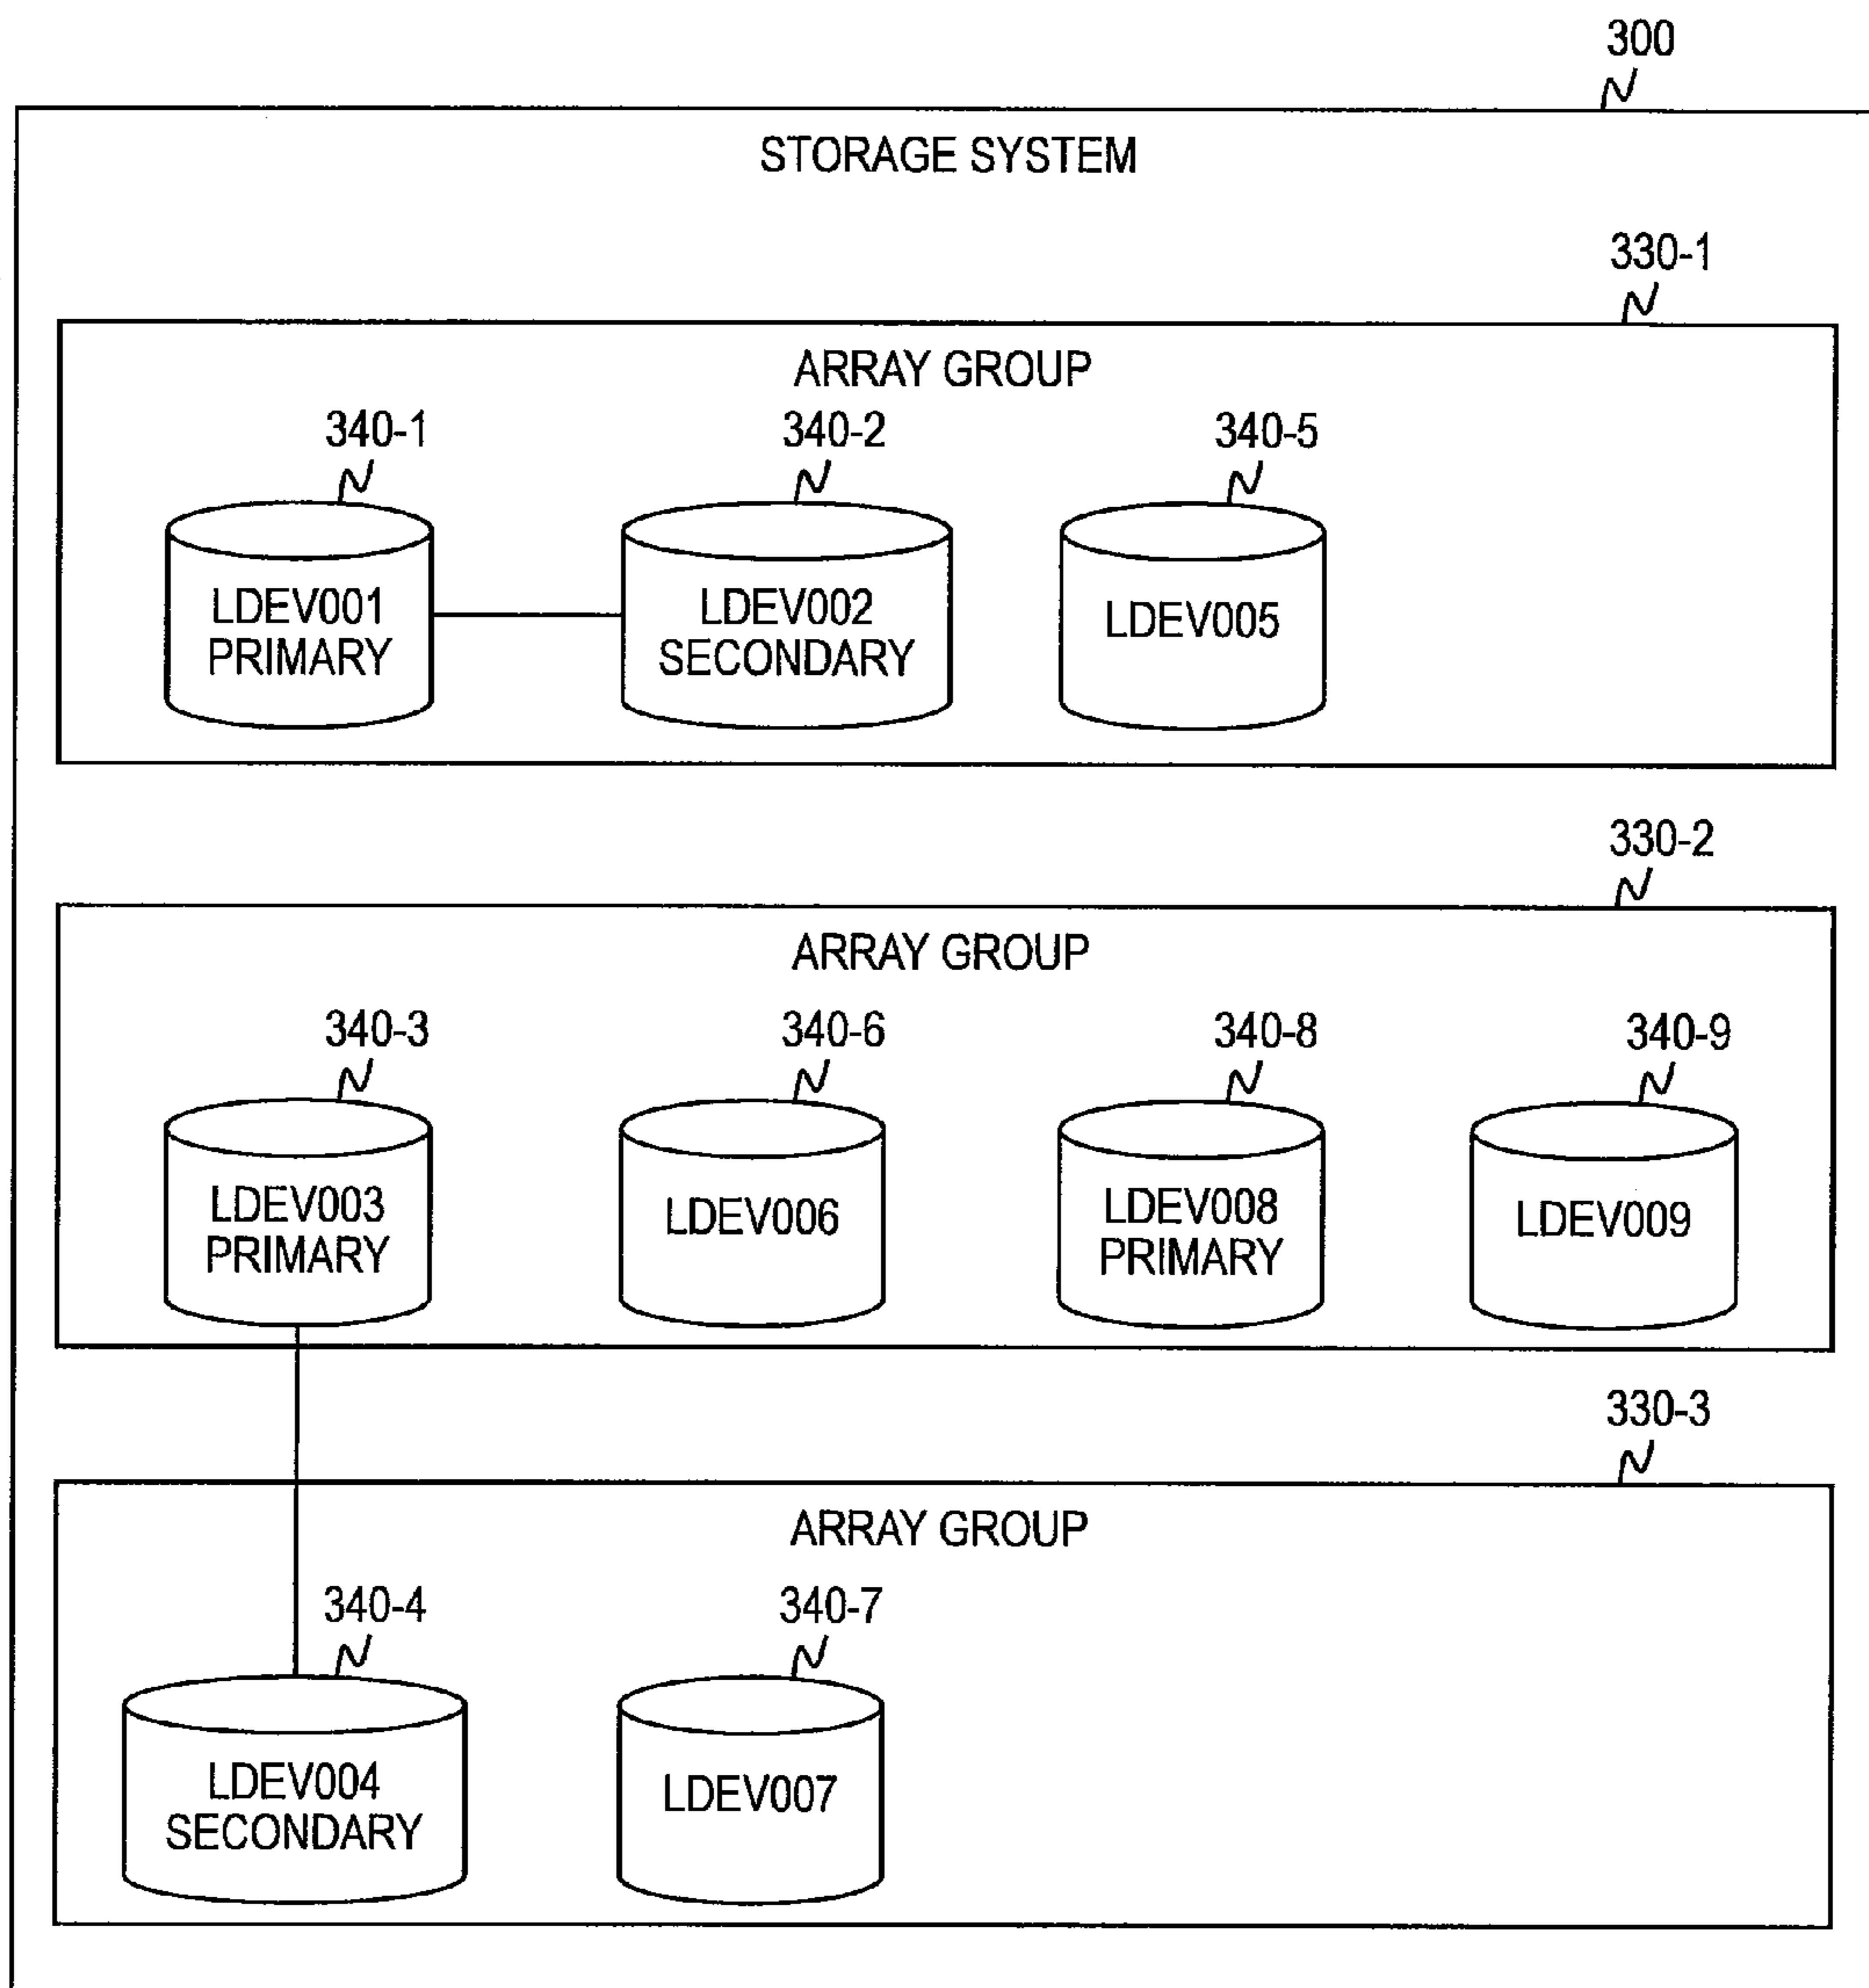 300
STORAGE SYSTEM
330-1
ARRAY GROUP
340-1 340-2 340-5
LDEV001
PRIMARY
LDEV002
SECONDARY
LDEV005
330-2
ARRAY GROUP
340-3 340-6 340-8 340-9
LDEV003
PRIMARY
LDEV006
LDEV008
PRIMARY
LDEV009
330-3
ARRAY GROUP
340-4 340-7
LDEV004
SECONDARY
LDEV007